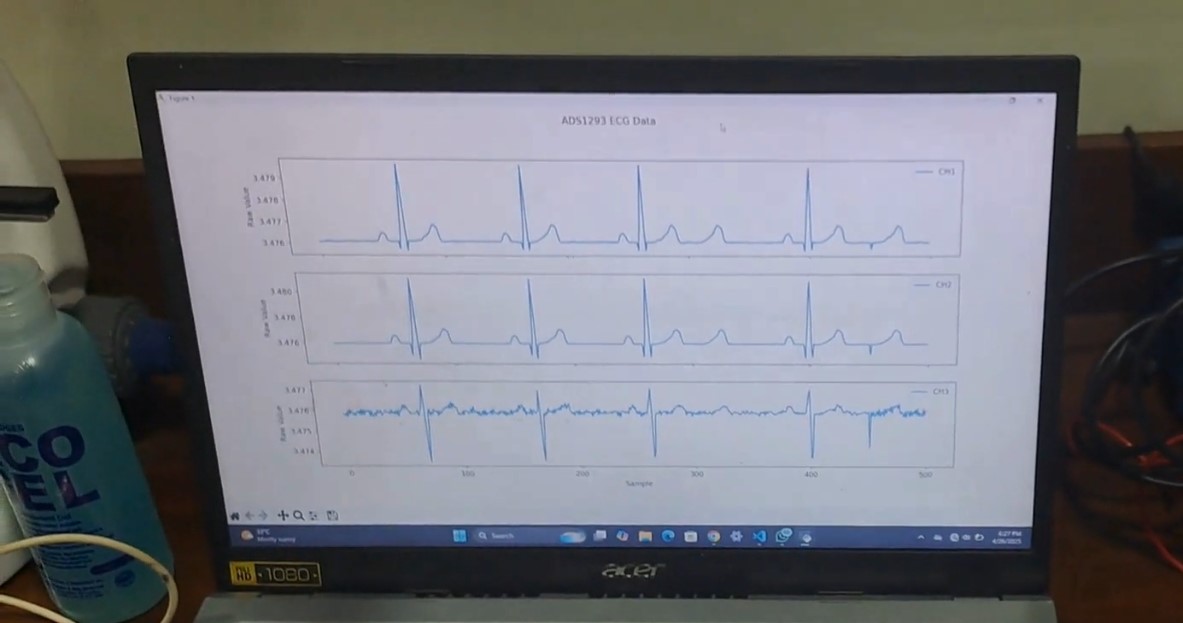 Figure 1
ADS1293 ECG Data
CH1
3.479
3.478
3.477
3.476
Raw Value
CH2
3.480
3.478
3.476
Raw Value
CH3
3.477
3.476
3.475
3.474
Raw Value
0 100 200 300 400 500
Sample
Mostly sunny
Search
6:27 PM
4/26/2025
FULL HD 1080
acer
CO
EL